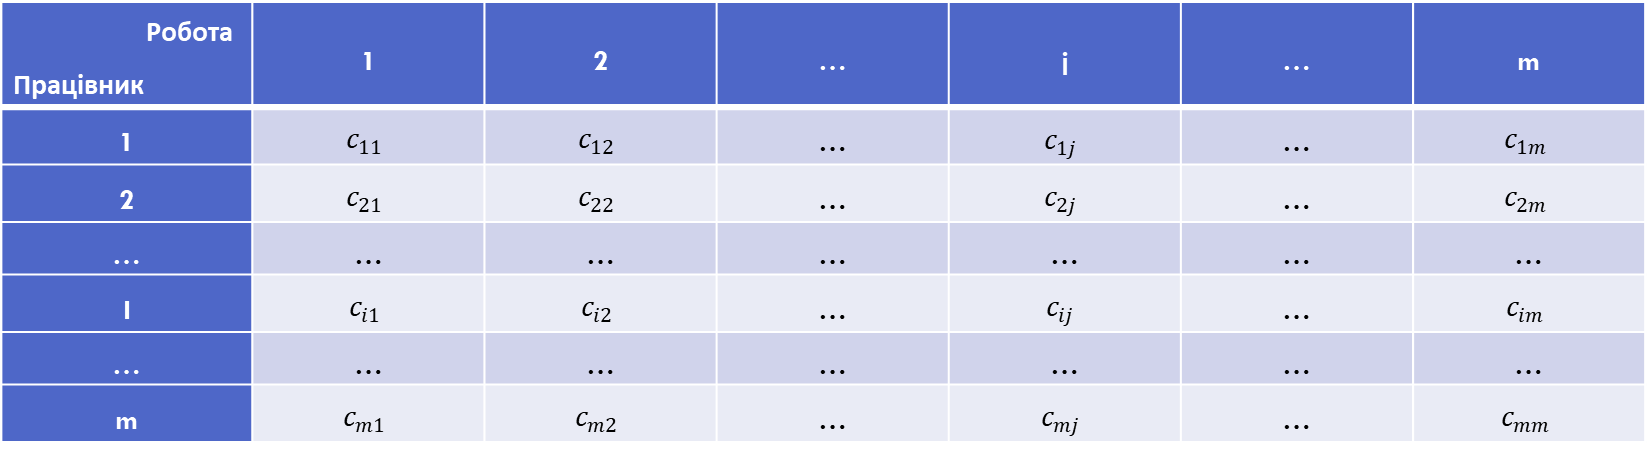 Робота
Працівник
1 2 ... j ... m
1 c₁₁ c₁₂ ... c₁ⱼ ... c₁ₘ
2 c₂₁ c₂₂ ... c₂ⱼ ... c₂ₘ
... ... ... ... ... ... ...
I cᵢ₁ cᵢ₂ ... cᵢⱼ ... cᵢₘ
... ... ... ... ... ... ...
m cₘ₁ cₘ₂ ... cₘⱼ ... cₘₘ